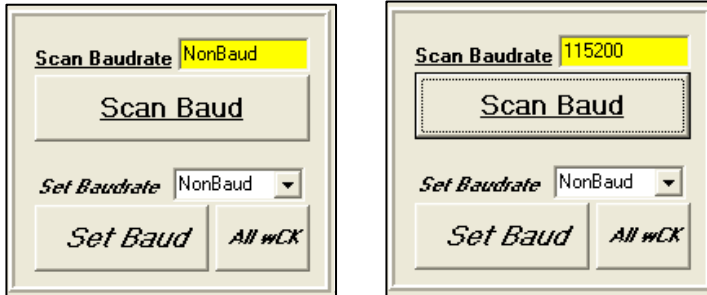 Scan Baudrate NonBaud
Scan Baud
Set Baudrate NonBaud
Set Baud All wCK
Scan Baudrate 115200
Scan Baud
Set Baudrate NonBaud
Set Baud All wCK